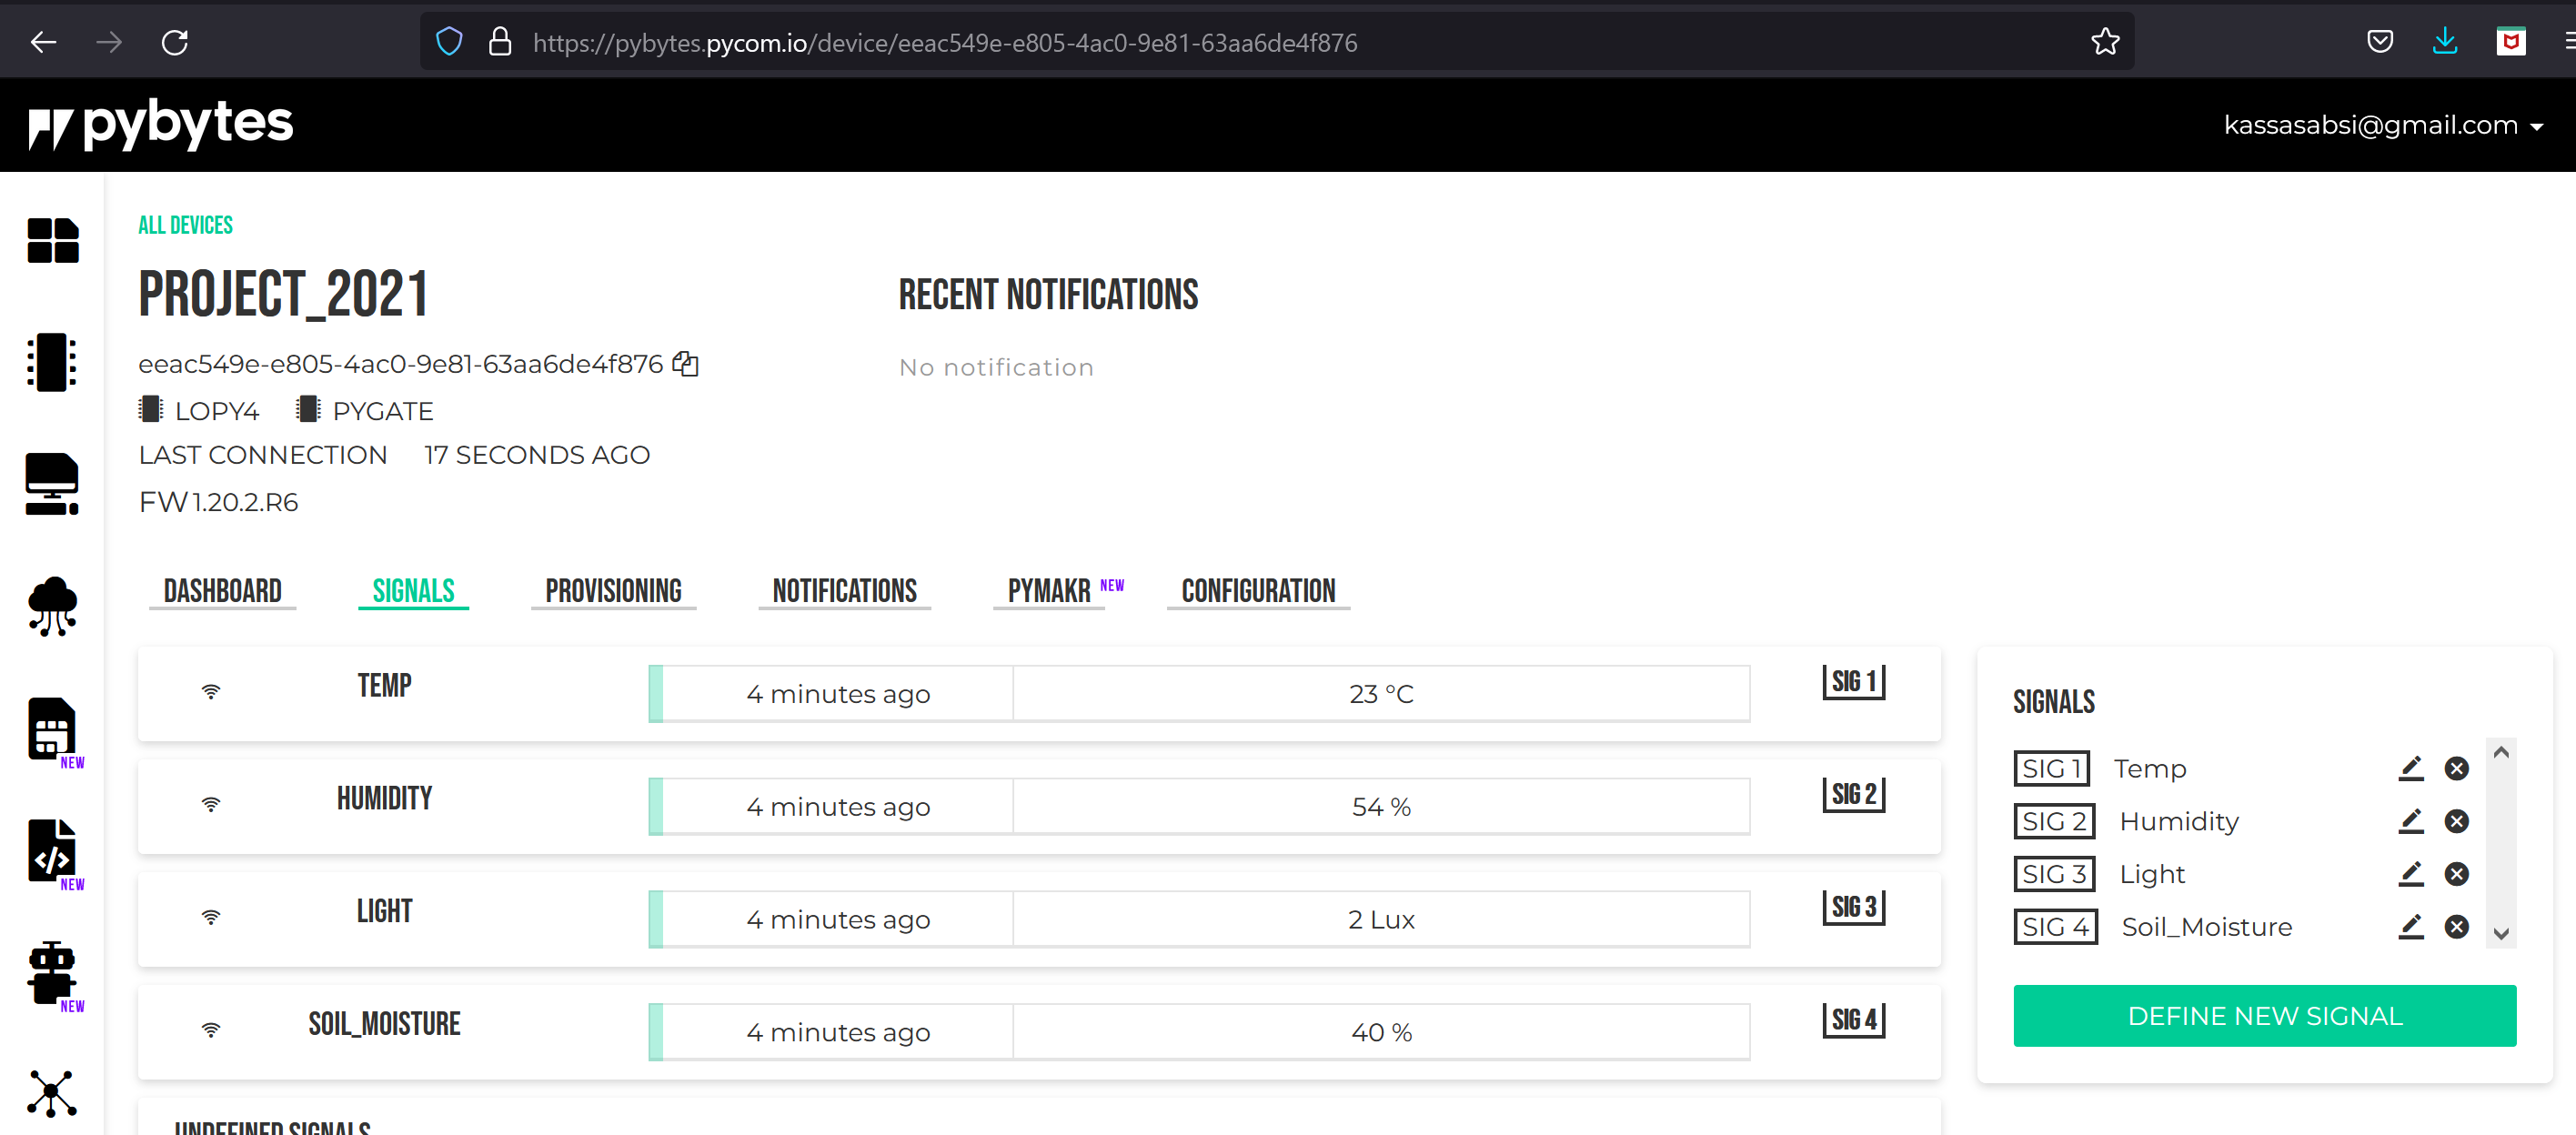 https://pybytes.pycom.io/device/eeac549e-e805-4ac0-9e81-63aa6de4f876
pybytes
kassasabsi@gmail.com
ALL DEVICES
PROJECT_2021
RECENT NOTIFICATIONS
eeac549e-e805-4ac0-9e81-63aa6de4f876
No notification
LOPY4 PYGATE
LAST CONNECTION 17 SECONDS AGO
FW 1.20.2.R6
DASHBOARD SIGNALS PROVISIONING NOTIFICATIONS PYMAKR NEW CONFIGURATION
TEMP 4 minutes ago 23 °C SIG 1
HUMIDITY 4 minutes ago 54 % SIG 2
LIGHT 4 minutes ago 2 Lux SIG 3
SOIL_MOISTURE 4 minutes ago 40 % SIG 4
UNDEFINED SIGNALS
SIGNALS
SIG 1 Temp
SIG 2 Humidity
SIG 3 Light
SIG 4 Soil_Moisture
DEFINE NEW SIGNAL
NEW
NEW
NEW